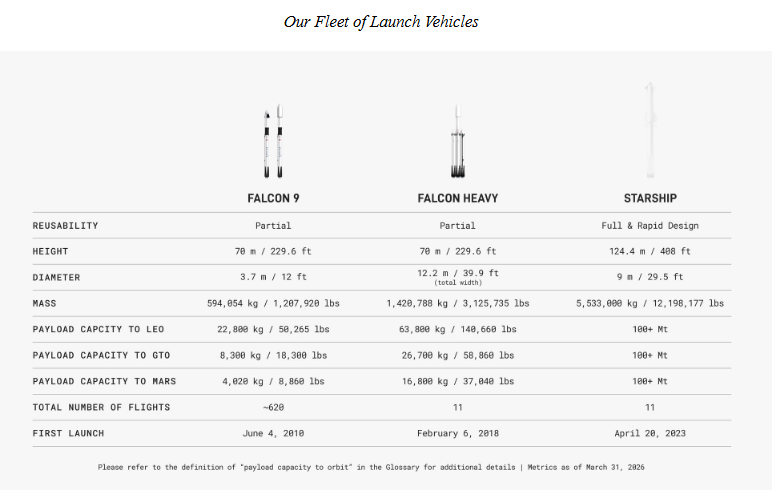 Our Fleet of Launch Vehicles
FALCON 9 FALCON HEAVY STARSHIP
REUSABILITY Partial Partial Full & Rapid Design
HEIGHT 70 m / 229.6 ft 70 m / 229.6 ft 124.4 m / 408 ft
DIAMETER 3.7 m / 12 ft 12.2 m / 39.9 ft 9 m / 29.5 ft
(total width)
MASS 594,054 kg / 1,207,920 lbs 1,420,788 kg / 3,125,735 lbs 5,533,000 kg / 12,198,177 lbs
PAYLOAD CAPCITY TO LEO 22,800 kg / 50,265 lbs 63,800 kg / 140,660 lbs 100+ Mt
PAYLOAD CAPACITY TO GTO 8,300 kg / 18,300 lbs 26,700 kg / 58,860 lbs 100+ Mt
PAYLOAD CAPACITY TO MARS 4,020 kg / 8,860 lbs 16,800 kg / 37,040 lbs 100+ Mt
TOTAL NUMBER OF FLIGHTS ~620 11 11
FIRST LAUNCH June 4, 2010 February 6, 2018 April 20, 2023
Please refer to the definition of "payload capacity to orbit" in the Glossary for additional details | Metrics as of March 31, 2026